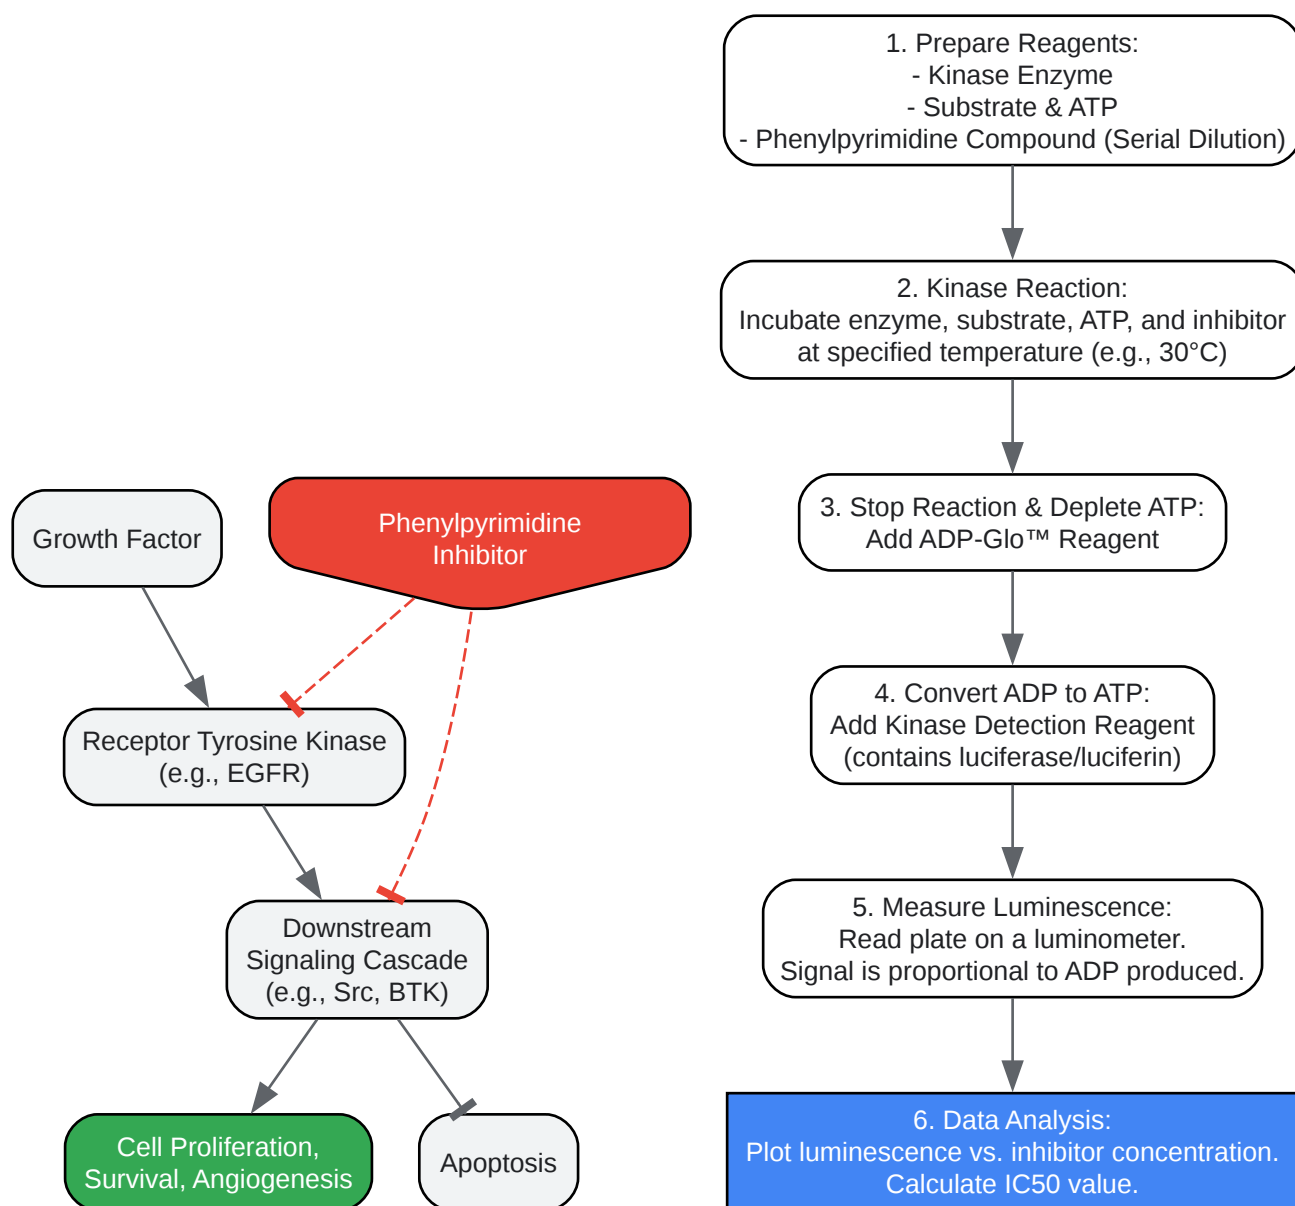 Growth Factor
Phenylpyrimidine
Inhibitor
Receptor Tyrosine Kinase
(e.g., EGFR)
Downstream
Signaling Cascade
(e.g., Src, BTK)
Cell Proliferation,
Survival, Angiogenesis
Apoptosis
1. Prepare Reagents:
- Kinase Enzyme
- Substrate & ATP
- Phenylpyrimidine Compound (Serial Dilution)
2. Kinase Reaction:
Incubate enzyme, substrate, ATP, and inhibitor
at specified temperature (e.g., 30°C)
3. Stop Reaction & Deplete ATP:
Add ADP-Glo™ Reagent
4. Convert ADP to ATP:
Add Kinase Detection Reagent
(contains luciferase/luciferin)
5. Measure Luminescence:
Read plate on a luminometer.
Signal is proportional to ADP produced.
6. Data Analysis:
Plot luminescence vs. inhibitor concentration.
Calculate IC50 value.